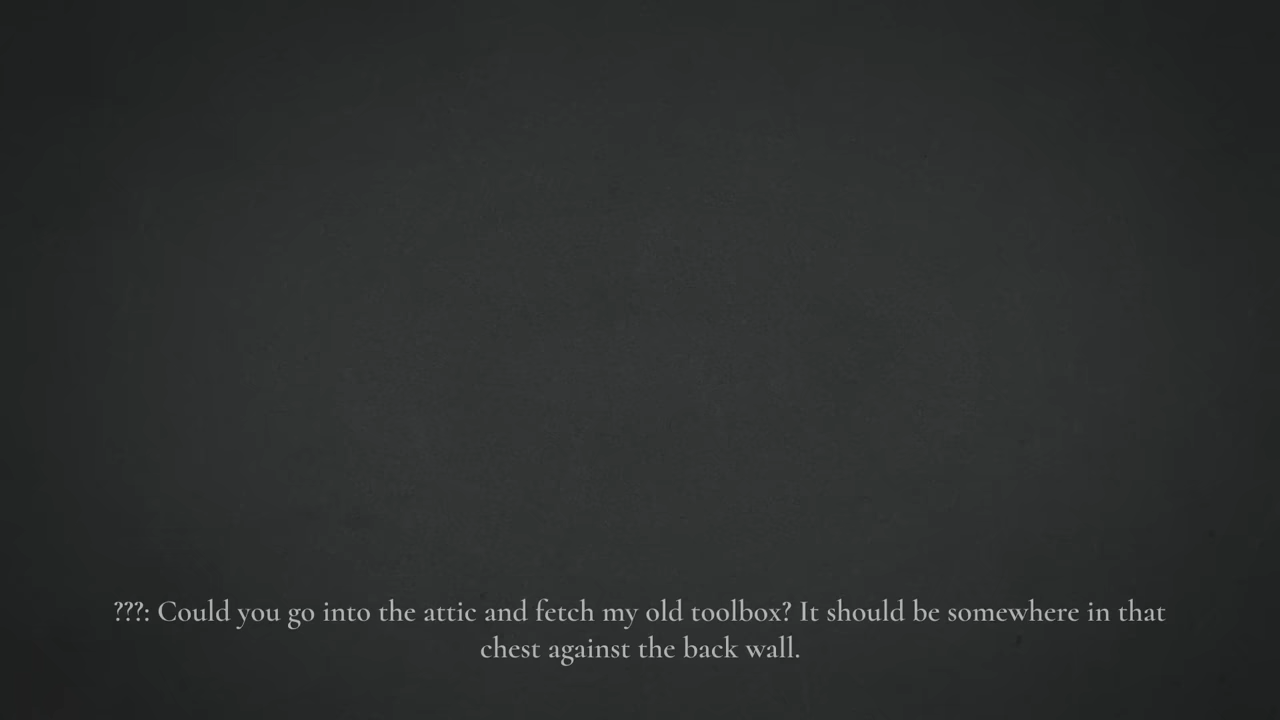 ???: Could you go into the attic and fetch my old toolbox? It should be somewhere in that
chest against the back wall.